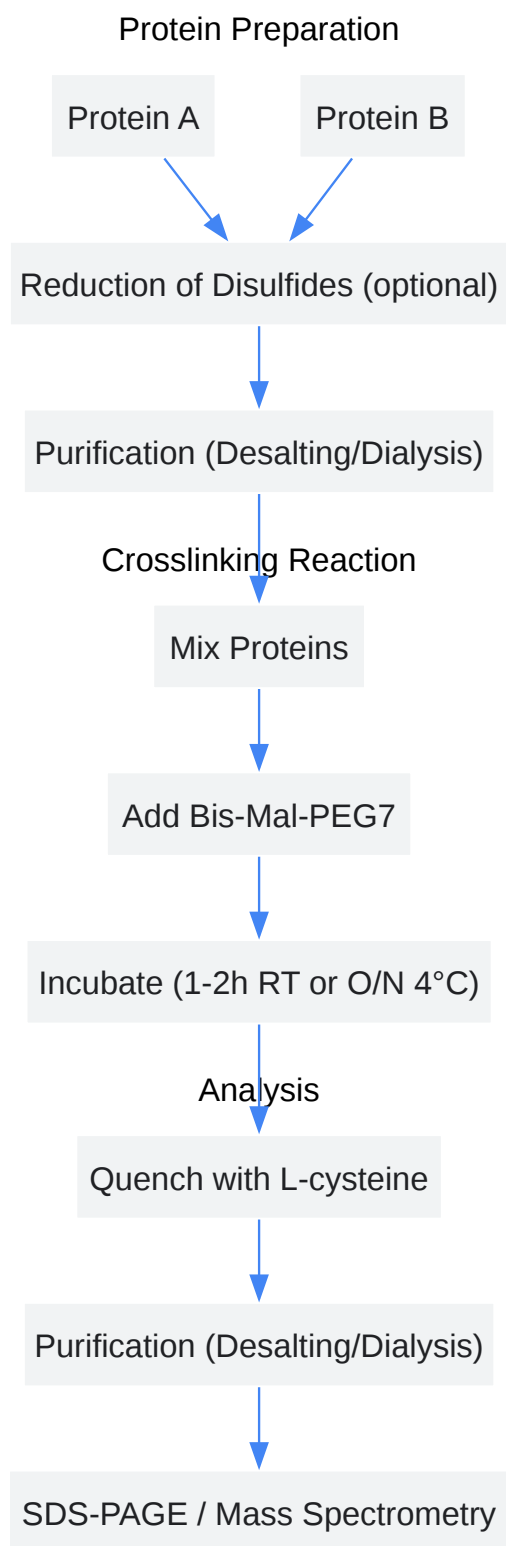 Protein Preparation
Protein A
Protein B
Reduction of Disulfides (optional)
Purification (Desalting/Dialysis)
Crosslinking Reaction
Mix Proteins
Add Bis-Mal-PEG7
Incubate (1-2h RT or O/N 4°C)
Analysis
Quench with L-cysteine
Purification (Desalting/Dialysis)
SDS-PAGE / Mass Spectrometry